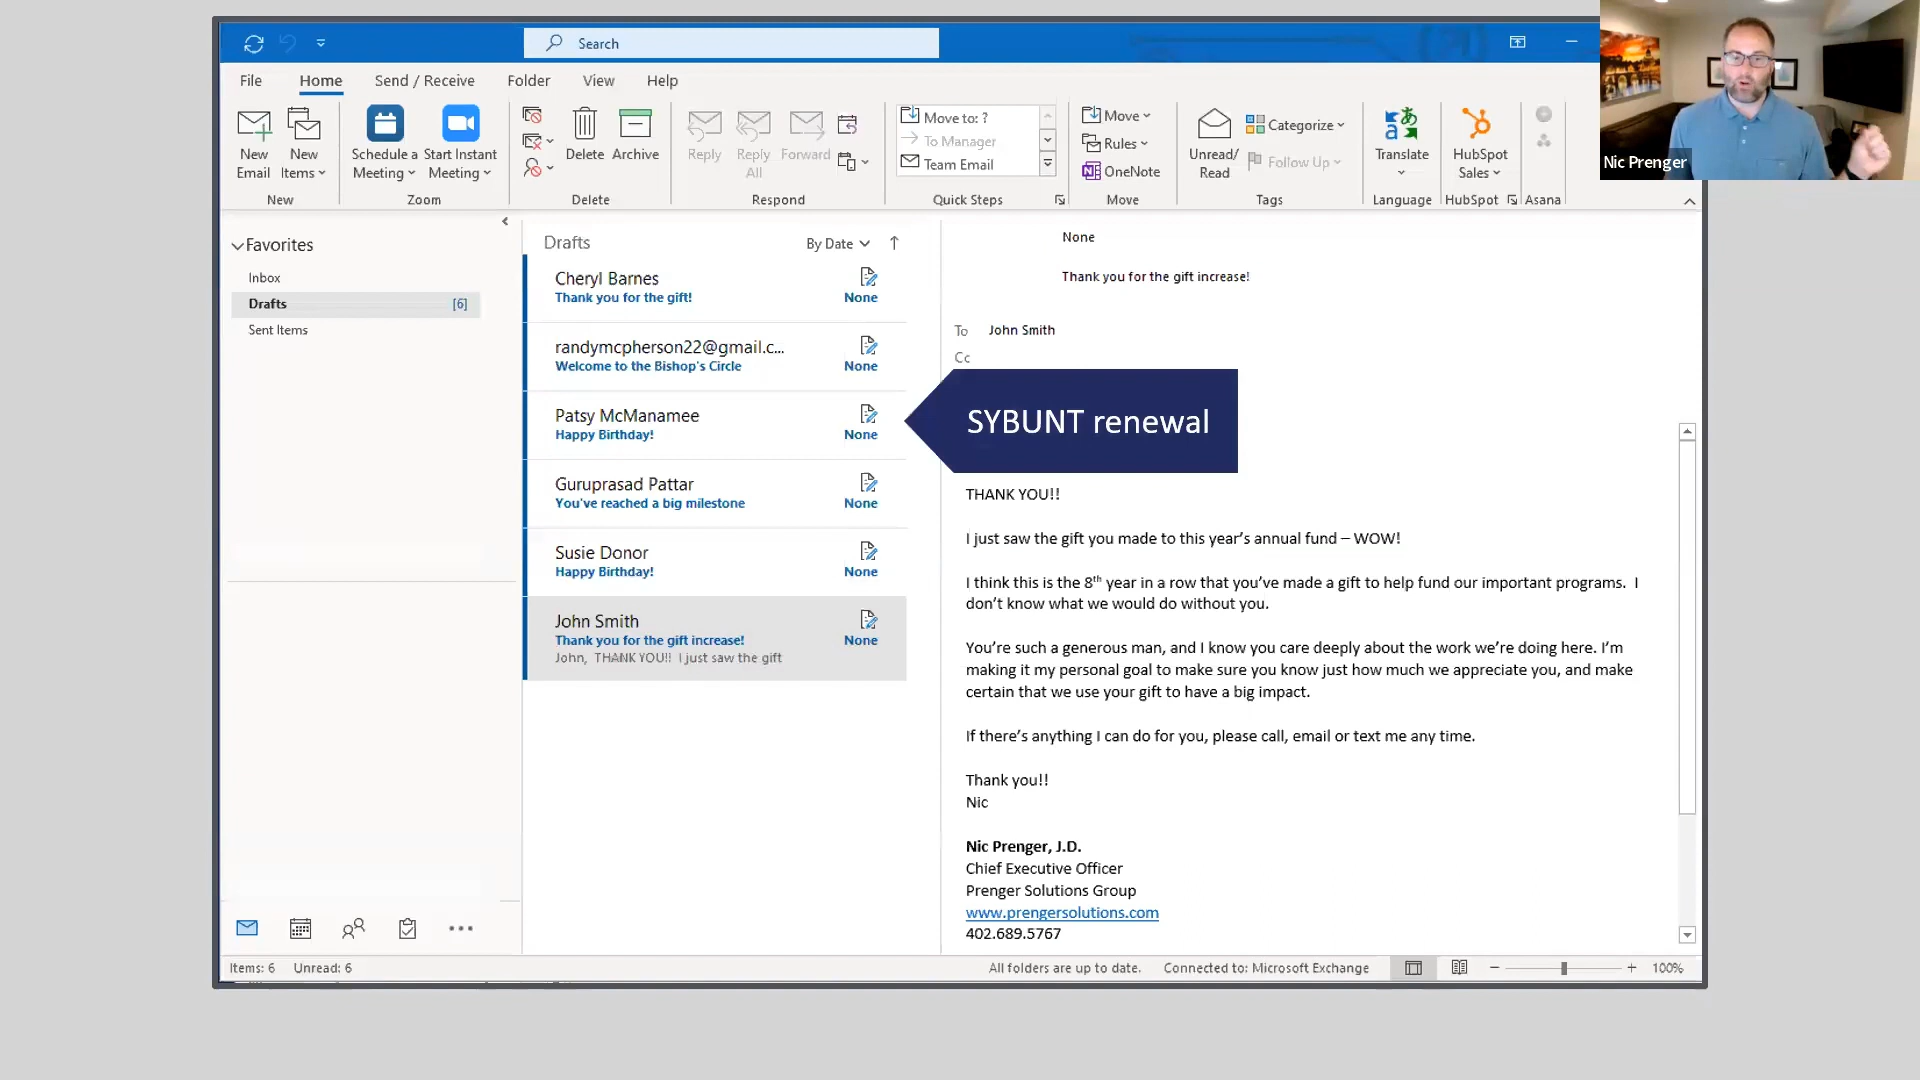 Search
File Home Send / Receive Folder View Help
New Email
New Items
New
Schedule a Meeting
Start Instant Meeting
Zoom
Delete
Archive
Delete
Reply
Reply All
Forward
Respond
Move to: ?
To Manager
Team Email
Quick Steps
Move
Rules
OneNote
Move
Unread/ Read
Categorize
Follow Up
Tags
Translate
Language
HubSpot Sales
HubSpot
Asana
Nic Prenger
Favorites
Inbox
Drafts [6]
Sent Items
Drafts By Date
Cheryl Barnes
Thank you for the gift! None
randymcpherson22@gmail.c...
Welcome to the Bishop's Circle None
Patsy McManamee
Happy Birthday! None
Guruprasad Pattar
You've reached a big milestone None
Susie Donor
Happy Birthday! None
John Smith
Thank you for the gift increase! None
John, THANK YOU!! I just saw the gift
None
Thank you for the gift increase!
To John Smith
Cc
SYBUNT renewal
THANK YOU!!
I just saw the gift you made to this year's annual fund – WOW!
I think this is the 8th year in a row that you've made a gift to help fund our important programs. I
don't know what we would do without you.
You're such a generous man, and I know you care deeply about the work we're doing here. I'm
making it my personal goal to make sure you know just how much we appreciate you, and make
certain that we use your gift to have a big impact.
If there's anything I can do for you, please call, email or text me any time.
Thank you!!
Nic
Nic Prenger, J.D.
Chief Executive Officer
Prenger Solutions Group
www.prengersolutions.com
402.689.5767
Items: 6 Unread: 6 All folders are up to date. Connected to: Microsoft Exchange 100%